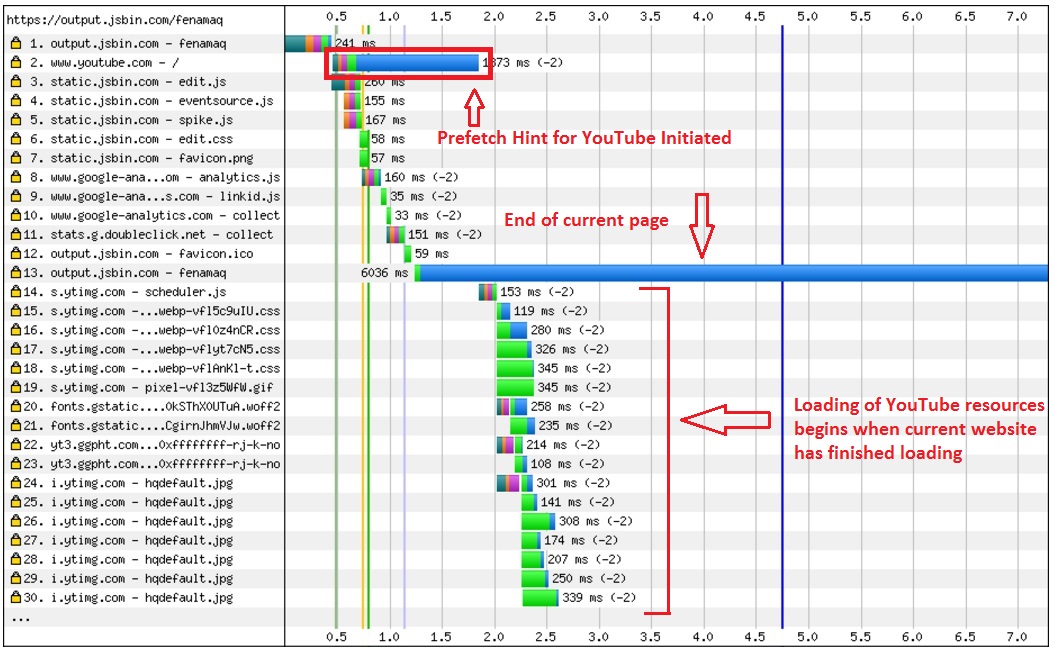 https://output.jsbin.com/fenamaq 0.5 1.0 1.5 2.0 2.5 3.0 3.5 4.0 4.5 5.0 5.5 6.0 6.5 7.0
1. output.jsbin.com – fenamaq 241 ms
2. www.youtube.com – / 1373 ms (-2)
3. static.jsbin.com – edit.js 260 ms
4. static.jsbin.com – eventsource.js 155 ms
5. static.jsbin.com – spike.js 167 ms
Prefetch Hint for YouTube Initiated
6. static.jsbin.com – edit.css 58 ms
7. static.jsbin.com – favicon.png 57 ms
8. www.google-ana...om – analytics.js 160 ms (-2)
9. www.google-ana...s.com – linkid.js 35 ms (-2)
10. www.google-analytics.com – collect 33 ms (-2)
End of current page
11. stats.g.doubleclick.net – collect 151 ms (-2)
12. output.jsbin.com – favicon.ico 59 ms
13. output.jsbin.com – fenamaq 6036 ms
14. s.ytimg.com – scheduler.js 153 ms (-2)
15. s.ytimg.com –...webp-vfl5c9uIU.css 119 ms (-2)
16. s.ytimg.com –...webp-vfl0z4nCR.css 280 ms (-2)
17. s.ytimg.com –...webp-vflyt7cN5.css 326 ms (-2)
18. s.ytimg.com –...webp-vflAnKl-t.css 345 ms (-2)
19. s.ytimg.com – pixel-vfl3z5WfW.gif 345 ms (-2)
20. fonts.gstatic....0kSThX0UTuA.woff2 258 ms (-2)
21. fonts.gstatic....CgirnJhmVJw.woff2 235 ms (-2)
Loading of YouTube resources
begins when current website
has finished loading
22. yt3.ggpht.com...0xffffffff-rj-k-no 214 ms (-2)
23. yt3.ggpht.com...0xffffffff-rj-k-no 108 ms (-2)
24. i.ytimg.com – hqdefault.jpg 301 ms (-2)
25. i.ytimg.com – hqdefault.jpg 141 ms (-2)
26. i.ytimg.com – hqdefault.jpg 308 ms (-2)
27. i.ytimg.com – hqdefault.jpg 174 ms (-2)
28. i.ytimg.com – hqdefault.jpg 207 ms (-2)
29. i.ytimg.com – hqdefault.jpg 250 ms (-2)
30. i.ytimg.com – hqdefault.jpg 339 ms (-2)
...
0.5 1.0 1.5 2.0 2.5 3.0 3.5 4.0 4.5 5.0 5.5 6.0 6.5 7.0